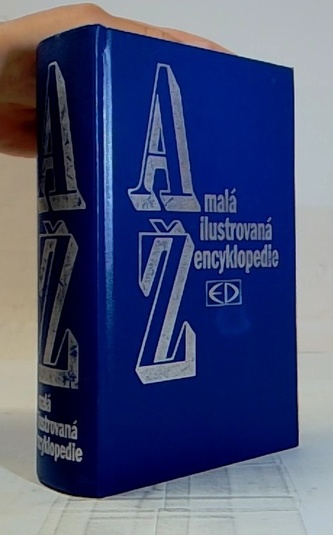 A
malá
ilustrovaná
Ž
encyklopedie
ED
A
Ž
malá
ilustrovaná
encyklopedie